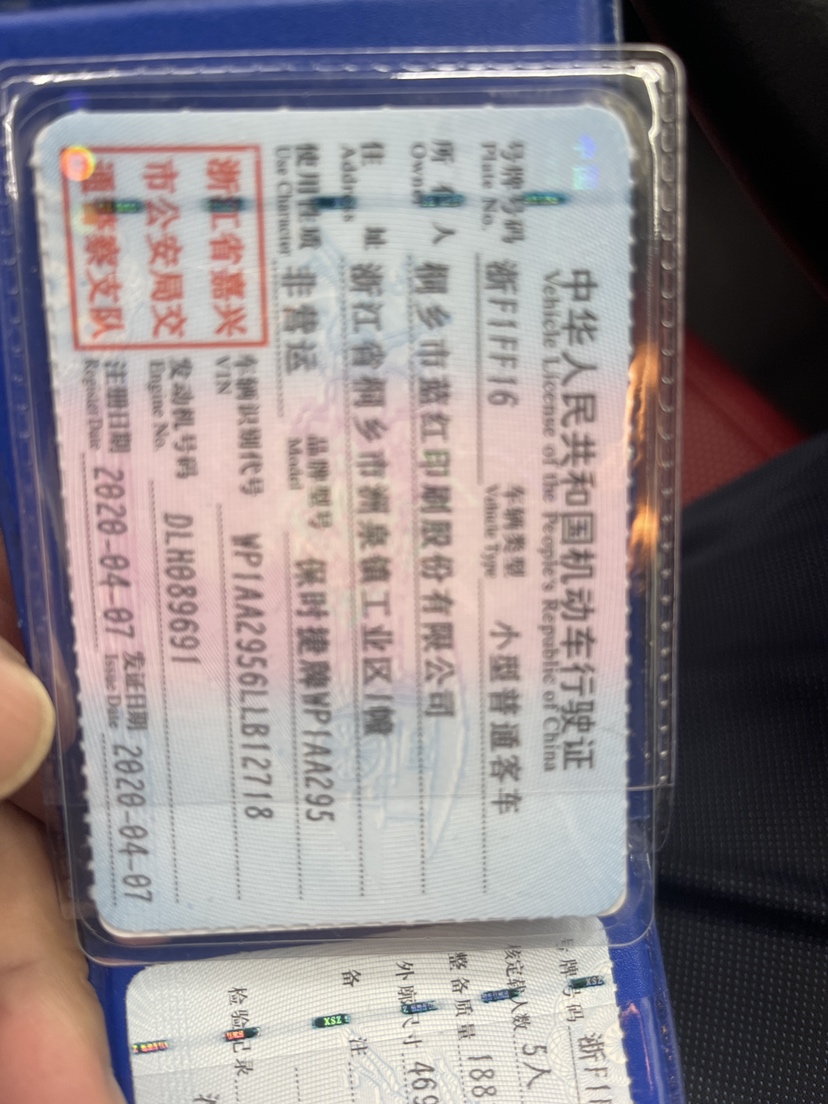 中华人民共和国机动车行驶证
Vehicle License of the People's Republic of China
号牌号码 浙F1FF16 车辆类型 小型普通客车
Plate No. Vehicle Type
所有人 桐乡市蓝红印刷股份有限公司
Owner
住址 浙江省桐乡市洲泉镇工业区1幢
Address
使用性质 非营运 品牌型号 保时捷牌WP1AA295
Use Character Model
浙江省嘉兴
市公安局交
通警察支队
车辆识别代号 WP1AA2956LLB12718
VIN
发动机号码 DLH089691
Engine No.
注册日期 2020-04-07 发证日期 2020-04-07
Register Date Issue Date
号牌号码 浙F1F
核定载人数 5人
整备质量 188
外廓尺寸 469
备注
检验记录